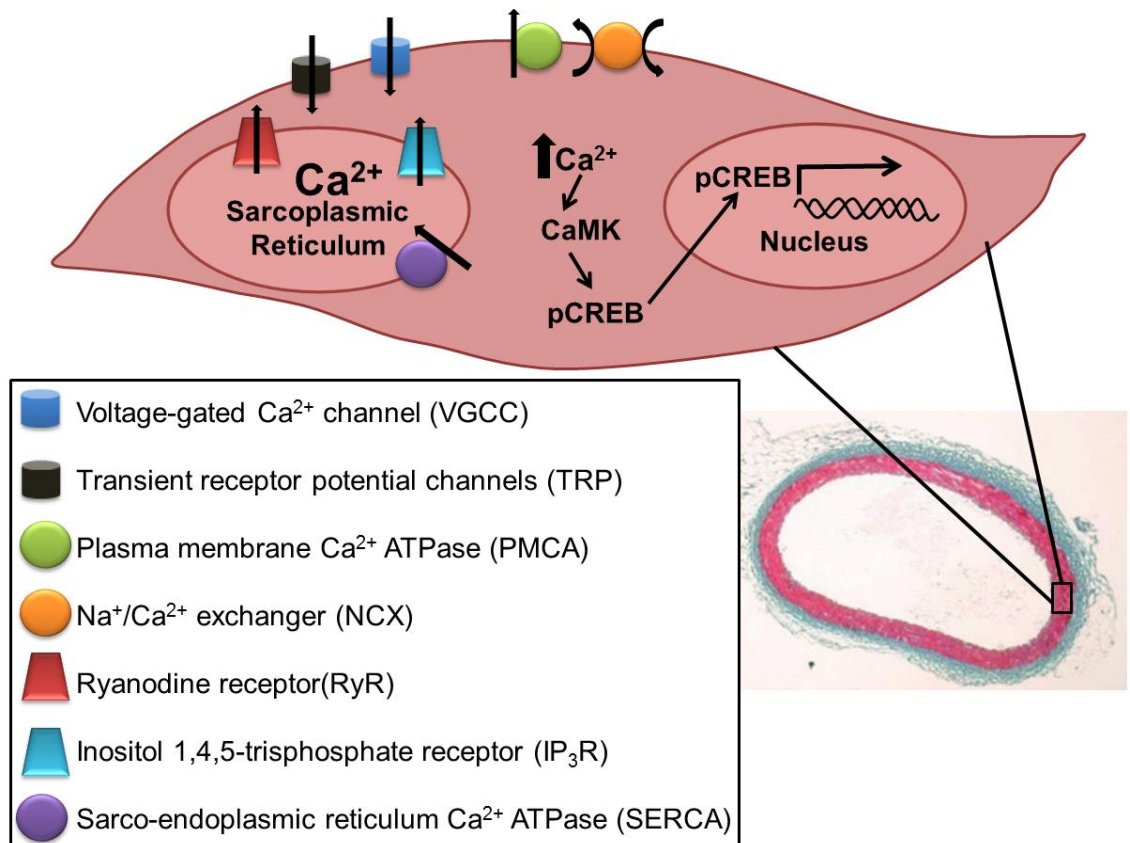 Ca²⁺
Sarcoplasmic
Reticulum
Ca²⁺
CaMK
pCREB
pCREB
Nucleus
Voltage-gated Ca²⁺ channel (VGCC)
Transient receptor potential channels (TRP)
Plasma membrane Ca²⁺ ATPase (PMCA)
Na⁺/Ca²⁺ exchanger (NCX)
Ryanodine receptor(RyR)
Inositol 1,4,5-trisphosphate receptor (IP₃R)
Sarco-endoplasmic reticulum Ca²⁺ ATPase (SERCA)